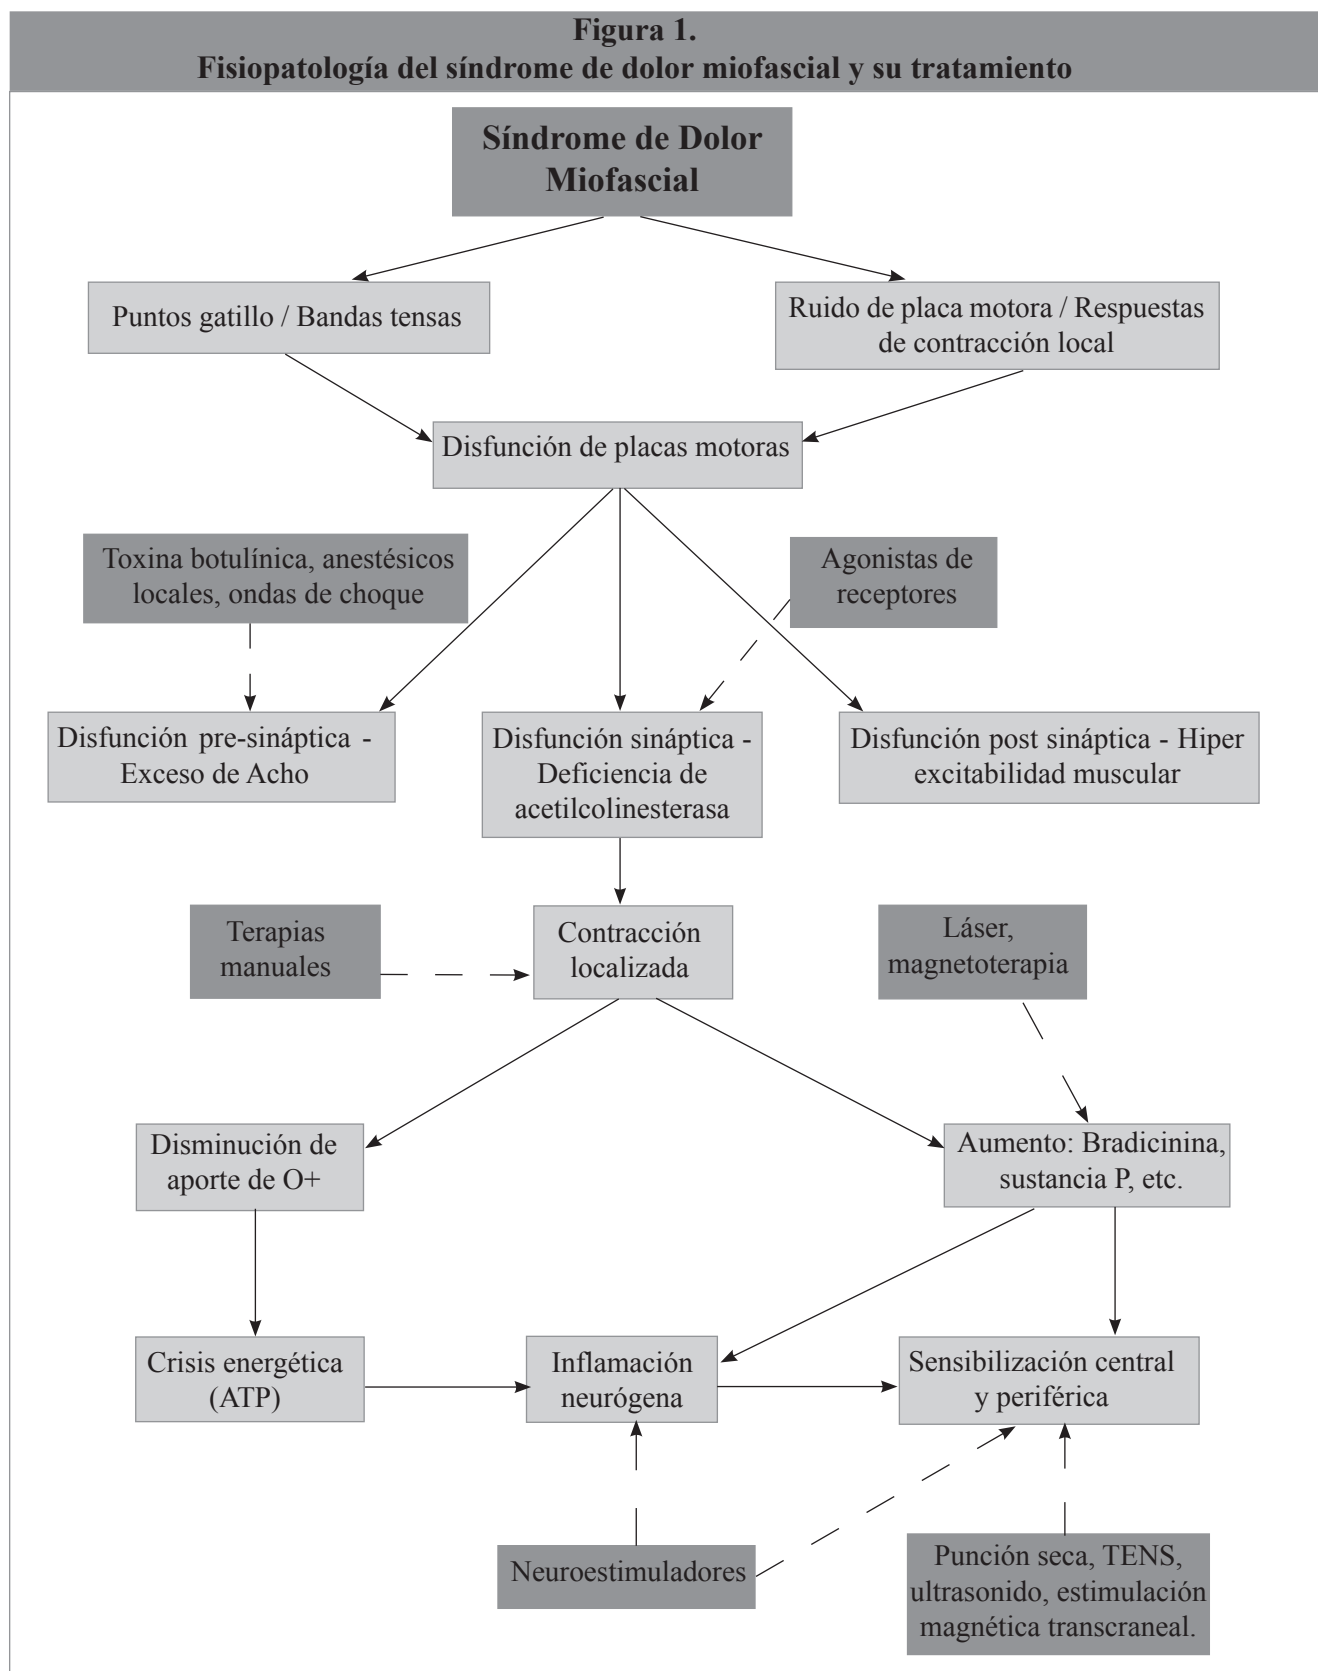 Figura 1.
Fisiopatología del síndrome de dolor miofascial y su tratamiento
Síndrome de Dolor
Miofascial
Puntos gatillo / Bandas tensas
Ruido de placa motora / Respuestas
de contracción local
Disfunción de placas motoras
Toxina botulínica, anestésicos
locales, ondas de choque
Agonistas de
receptores
Disfunción pre-sináptica -
Exceso de Acho
Disfunción sináptica -
Deficiencia de
acetilcolinesterasa
Disfunción post sináptica - Hiper
excitabilidad muscular
Terapias
manuales
Contracción
localizada
Láser,
magnetoterapia
Disminución de
aporte de O+
Aumento: Bradicinina,
sustancia P, etc.
Crisis energética
(ATP)
Inflamación
neurógena
Sensibilización central
y periférica
Neuroestimuladores
Punción seca, TENS,
ultrasonido, estimulación
magnética transcraneal.